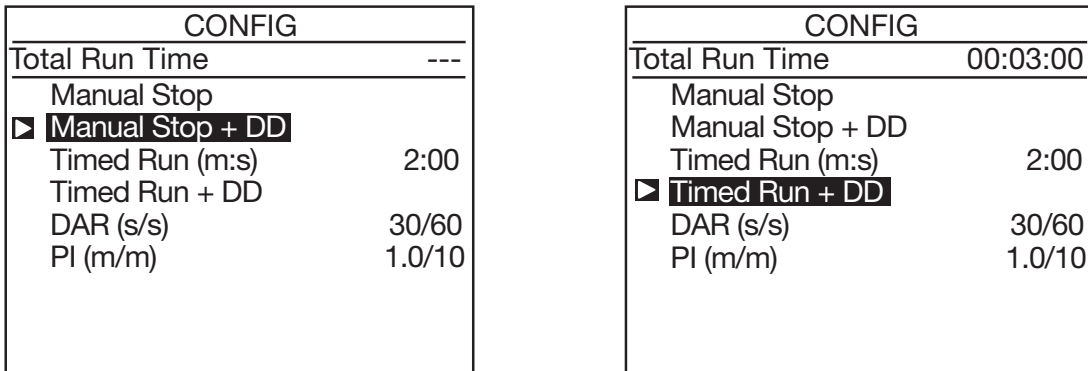 CONFIG
Total Run Time ---
Manual Stop
Manual Stop + DD
Timed Run (m:s) 2:00
Timed Run + DD
DAR (s/s) 30/60
PI (m/m) 1.0/10
CONFIG
Total Run Time 00:03:00
Manual Stop
Manual Stop + DD
Timed Run (m:s) 2:00
Timed Run + DD
DAR (s/s) 30/60
PI (m/m) 1.0/10